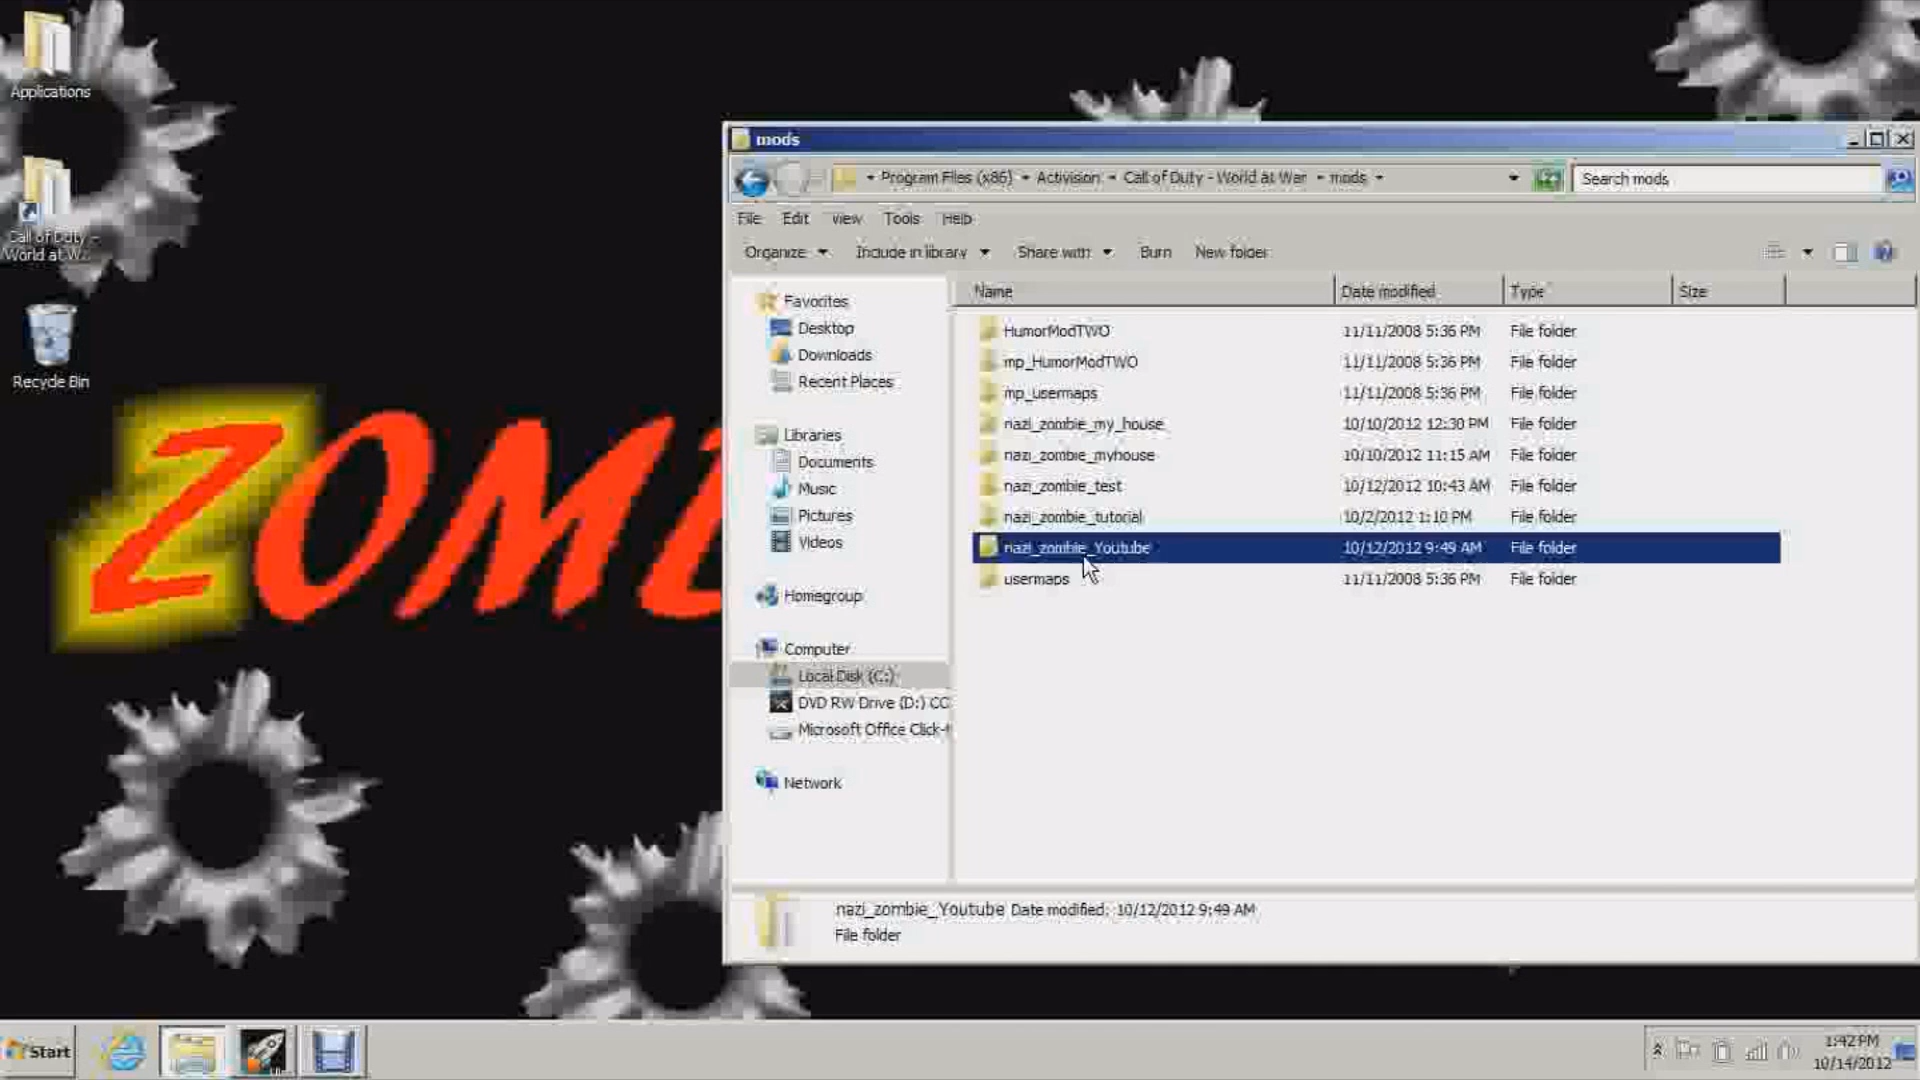 Applications
Call of Duty -
World at W...
Recycle Bin
ZOMB
mods
Program Files (x86)
Activision
Call of Duty - World at War
mods
Search mods
File
Edit
View
Tools
Help
Organize
Include in library
Share with
Burn
New folder
Favorites
Desktop
Downloads
Recent Places
Libraries
Documents
Music
Pictures
Videos
Homegroup
Computer
Local Disk (C:)
DVD RW Drive (D:) CO
Microsoft Office Click-t
Network
Name Date modified Type Size
HumorModTWO 11/11/2008 5:36 PM File folder
mp_HumorModTWO 11/11/2008 5:36 PM File folder
mp_usermaps 11/11/2008 5:36 PM File folder
nazi_zombie_my_house 10/10/2012 12:30 PM File folder
nazi_zombie_myhouse 10/10/2012 11:15 AM File folder
nazi_zombie_test 10/12/2012 10:43 AM File folder
nazi_zombie_tutorial 10/2/2012 1:10 PM File folder
nazi_zombie_Youtube 10/12/2012 9:49 AM File folder
usermaps 11/11/2008 5:36 PM File folder
nazi_zombie_Youtube Date modified: 10/12/2012 9:49 AM
File folder
Start
1:42 PM
10/14/2012